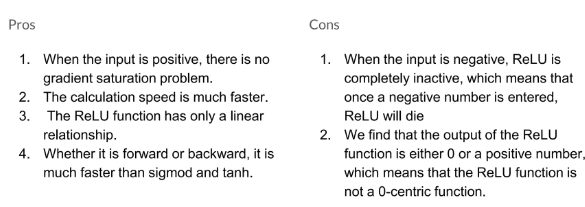 Pros
1. When the input is positive, there is no
gradient saturation problem.
2. The calculation speed is much faster.
3. The ReLU function has only a linear
relationship.
4. Whether it is forward or backward, it is
much faster than sigmod and tanh.
Cons
1. When the input is negative, ReLU is
completely inactive, which means that
once a negative number is entered,
ReLU will die
2. We find that the output of the ReLU
function is either 0 or a positive number,
which means that the ReLU function is
not a 0-centric function.